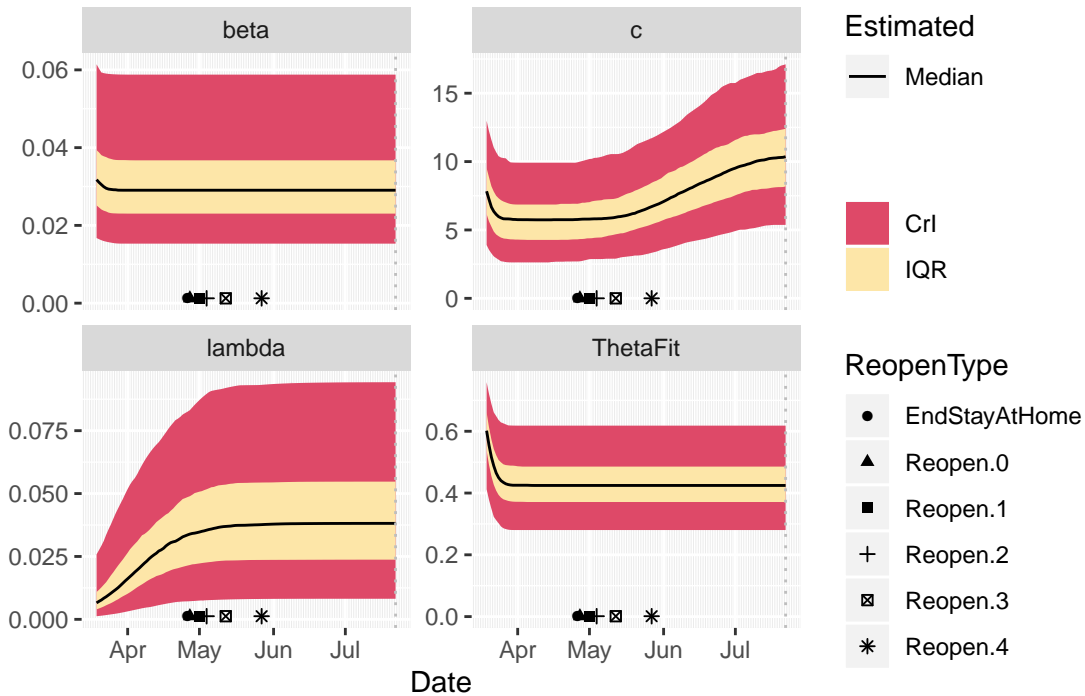 beta
c
0.06
0.04
0.02
0.00
15
10
5
0
lambda
ThetaFit
0.075
0.050
0.025
0.000
0.6
0.4
0.2
0.0
Apr May Jun Jul
Apr May Jun Jul
Date
Estimated
Median
CrI
IQR
ReopenType
EndStayAtHome
Reopen.0
Reopen.1
Reopen.2
Reopen.3
Reopen.4